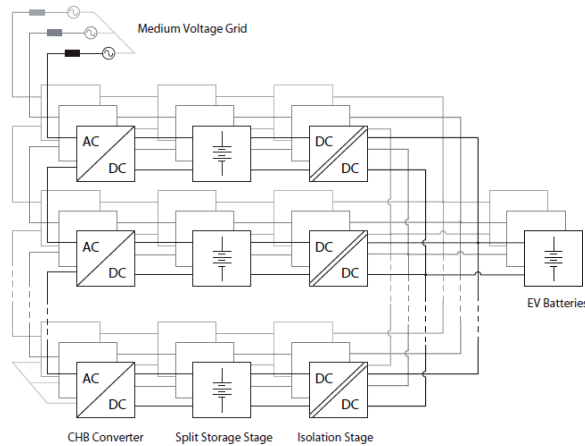 Medium Voltage Grid
AC
DC
DC
DC
AC
DC
DC
DC
EV Batteries
AC
DC
DC
DC
CHB Converter
Split Storage Stage
Isolation Stage